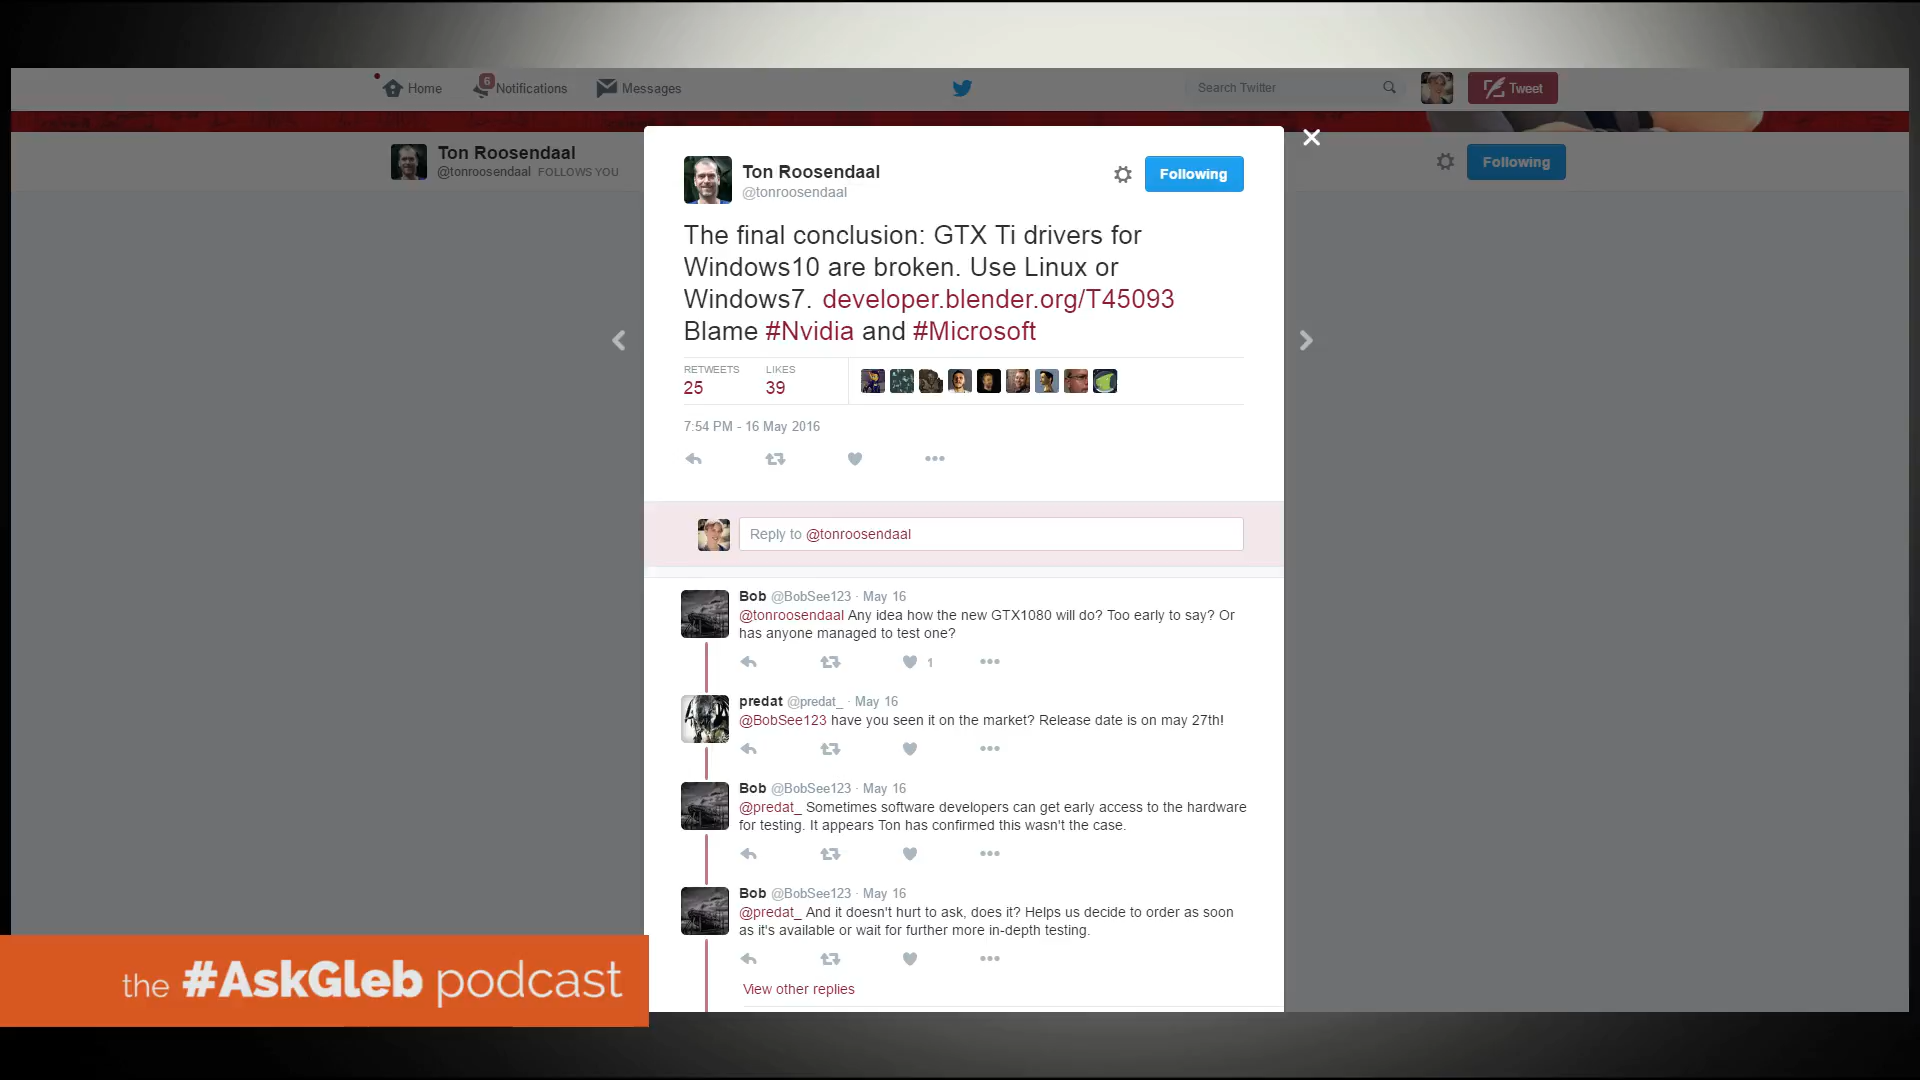 Home
6
Notifications
Messages
Search Twitter
Tweet
Ton Roosendaal
@tonroosendaal FOLLOWS YOU
Following
Ton Roosendaal
@tonroosendaal
Following
The final conclusion: GTX Ti drivers for
Windows10 are broken. Use Linux or
Windows7. developer.blender.org/T45093
Blame #Nvidia and #Microsoft
RETWEETS
25
LIKES
39
7:54 PM - 16 May 2016
Reply to @tonroosendaal
Bob @BobSee123 · May 16
@tonroosendaal Any idea how the new GTX1080 will do? Too early to say? Or
has anyone managed to test one?
1
predat @predat_ · May 16
@BobSee123 have you seen it on the market? Release date is on may 27th!
Bob @BobSee123 · May 16
@predat_ Sometimes software developers can get early access to the hardware
for testing. It appears Ton has confirmed this wasn't the case.
Bob @BobSee123 · May 16
@predat_ And it doesn't hurt to ask, does it? Helps us decide to order as soon
as it's available or wait for further more in-depth testing.
View other replies
the #AskGleb podcast